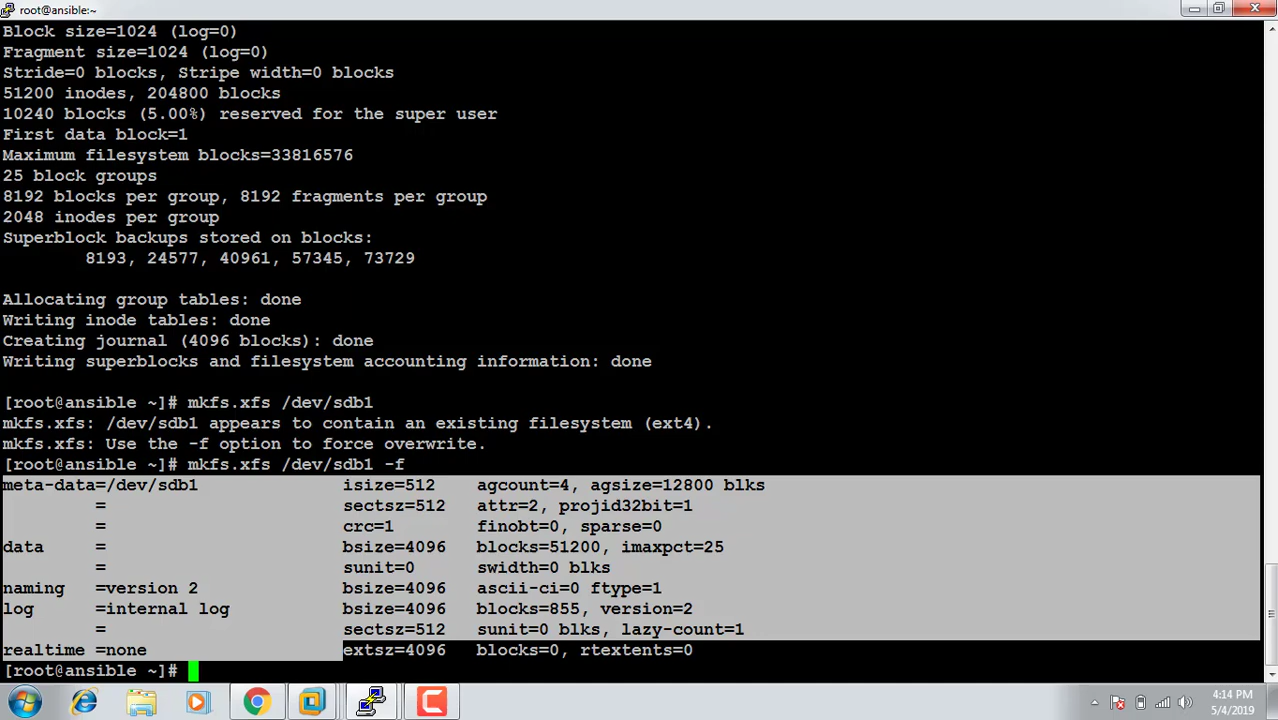 root@ansible:~
Block size=1024 (log=0)
Fragment size=1024 (log=0)
Stride=0 blocks, Stripe width=0 blocks
51200 inodes, 204800 blocks
10240 blocks (5.00%) reserved for the super user
First data block=1
Maximum filesystem blocks=33816576
25 block groups
8192 blocks per group, 8192 fragments per group
2048 inodes per group
Superblock backups stored on blocks:
        8193, 24577, 40961, 57345, 73729
Allocating group tables: done
Writing inode tables: done
Creating journal (4096 blocks): done
Writing superblocks and filesystem accounting information: done
[root@ansible ~]# mkfs.xfs /dev/sdb1
mkfs.xfs: /dev/sdb1 appears to contain an existing filesystem (ext4).
mkfs.xfs: Use the -f option to force overwrite.
[root@ansible ~]# mkfs.xfs /dev/sdb1 -f
meta-data=/dev/sdb1              isize=512    agcount=4, agsize=12800 blks
         =                       sectsz=512   attr=2, projid32bit=1
         =                       crc=1        finobt=0, sparse=0
data     =                       bsize=4096   blocks=51200, imaxpct=25
         =                       sunit=0      swidth=0 blks
naming   =version 2              bsize=4096   ascii-ci=0 ftype=1
log      =internal log           bsize=4096   blocks=855, version=2
         =                       sectsz=512   sunit=0 blks, lazy-count=1
realtime =none                   extsz=4096   blocks=0, rtextents=0
[root@ansible ~]#
4:14 PM
5/4/2019